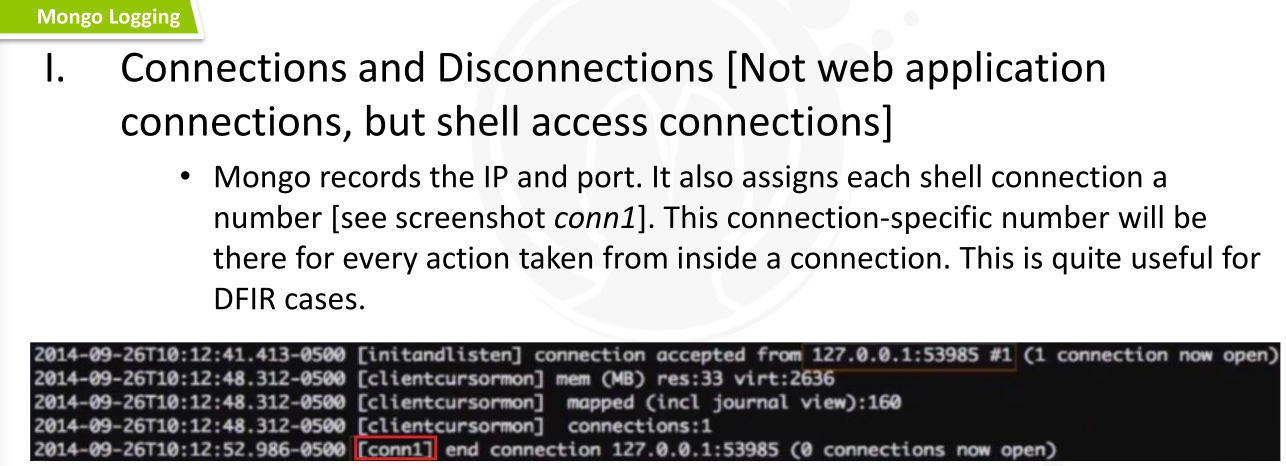 Mongo Logging
I. Connections and Disconnections [Not web application
connections, but shell access connections]
• Mongo records the IP and port. It also assigns each shell connection a
number [see screenshot conn1]. This connection-specific number will be
there for every action taken from inside a connection. This is quite useful for
DFIR cases.
2014-09-26T10:12:41.413-0500 [initandlisten] connection accepted from 127.0.0.1:53985 #1 (1 connection now open)
2014-09-26T10:12:48.312-0500 [clientcursormon] mem (MB) res:33 virt:2636
2014-09-26T10:12:48.312-0500 [clientcursormon]  mapped (incl journal view):160
2014-09-26T10:12:48.312-0500 [clientcursormon]  connections:1
2014-09-26T10:12:52.986-0500 [conn1] end connection 127.0.0.1:53985 (0 connections now open)